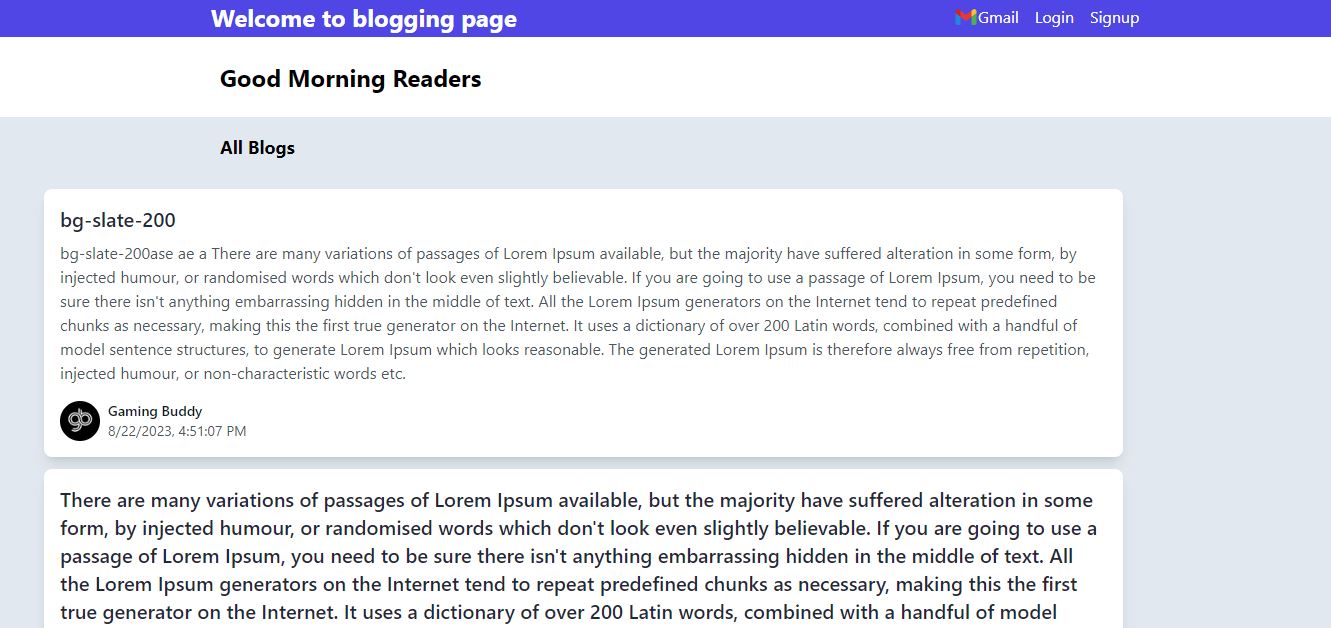 Welcome to blogging page
Gmail Login Signup
Good Morning Readers
All Blogs
bg-slate-200
bg-slate-200ase ae a There are many variations of passages of Lorem Ipsum available, but the majority have suffered alteration in some form, by
injected humour, or randomised words which don't look even slightly believable. If you are going to use a passage of Lorem Ipsum, you need to be
sure there isn't anything embarrassing hidden in the middle of text. All the Lorem Ipsum generators on the Internet tend to repeat predefined
chunks as necessary, making this the first true generator on the Internet. It uses a dictionary of over 200 Latin words, combined with a handful of
model sentence structures, to generate Lorem Ipsum which looks reasonable. The generated Lorem Ipsum is therefore always free from repetition,
injected humour, or non-characteristic words etc.
gb
Gaming Buddy
8/22/2023, 4:51:07 PM
There are many variations of passages of Lorem Ipsum available, but the majority have suffered alteration in some
form, by injected humour, or randomised words which don't look even slightly believable. If you are going to use a
passage of Lorem Ipsum, you need to be sure there isn't anything embarrassing hidden in the middle of text. All
the Lorem Ipsum generators on the Internet tend to repeat predefined chunks as necessary, making this the first
true generator on the Internet. It uses a dictionary of over 200 Latin words, combined with a handful of model